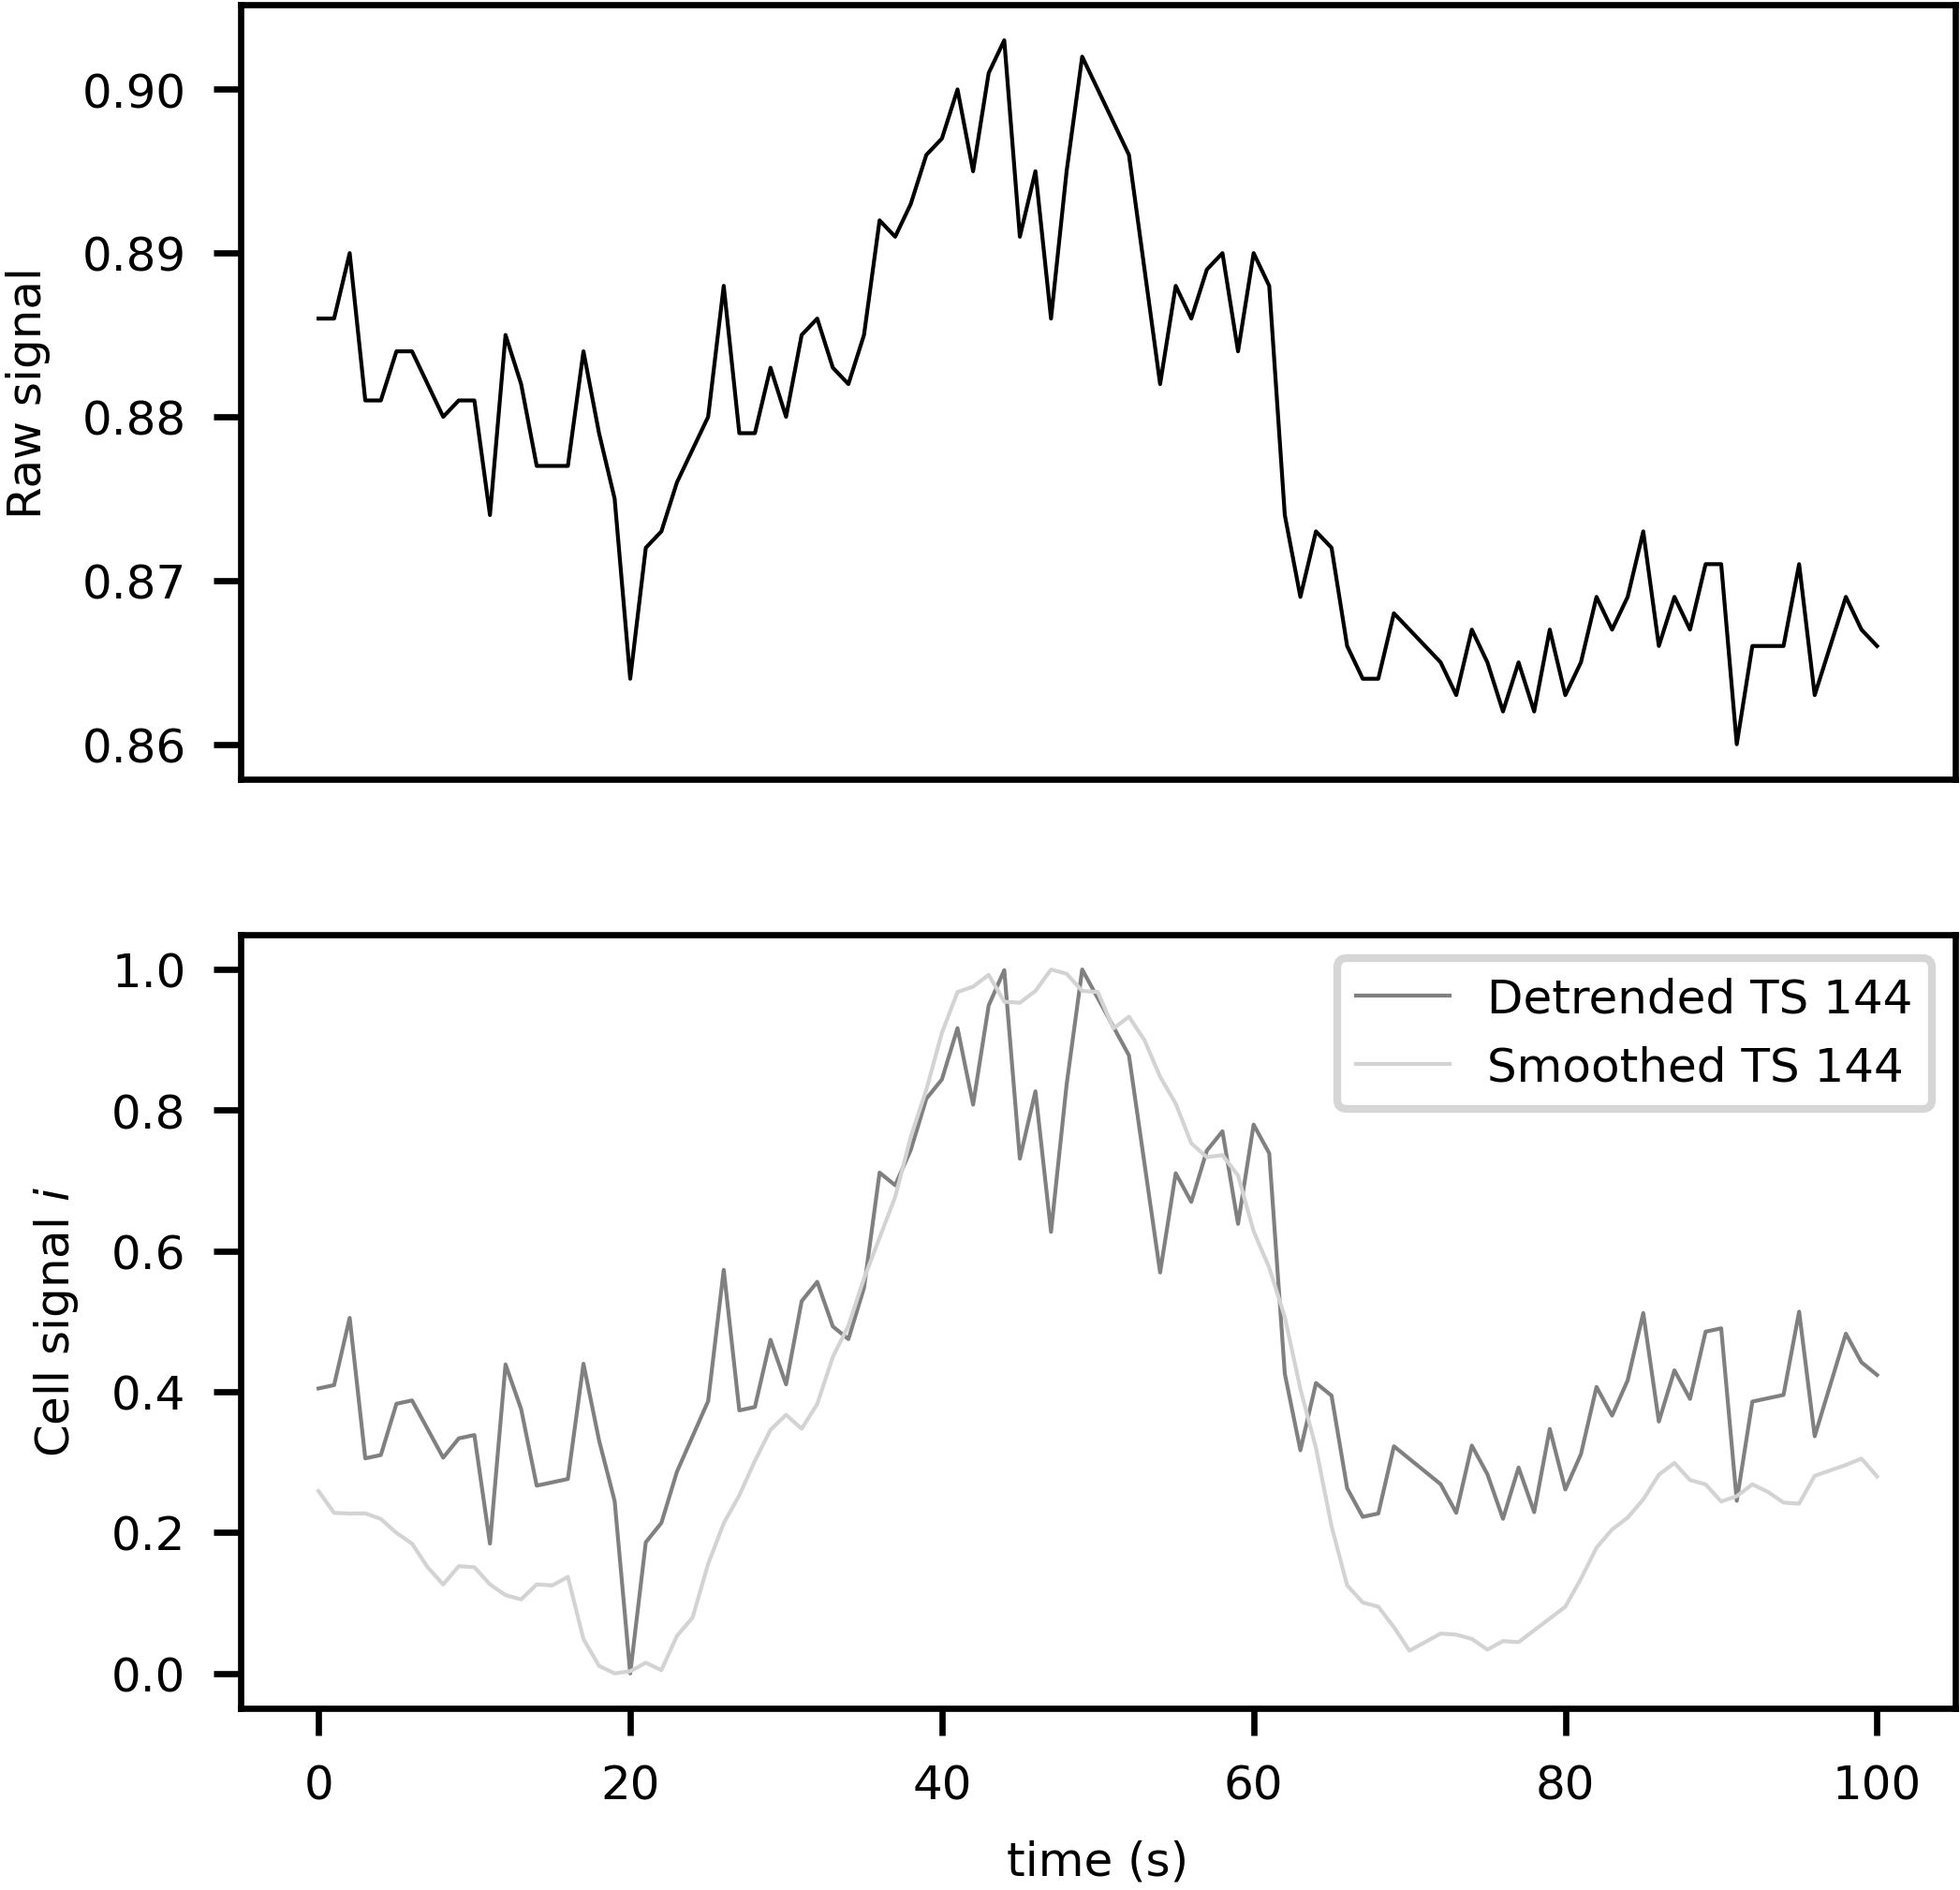 Raw signal
0.90
0.89
0.88
0.87
0.86
Cell signal i
1.0
0.8
0.6
0.4
0.2
0.0
Detrended TS 144
Smoothed TS 144
0 20 40 60 80 100
time (s)